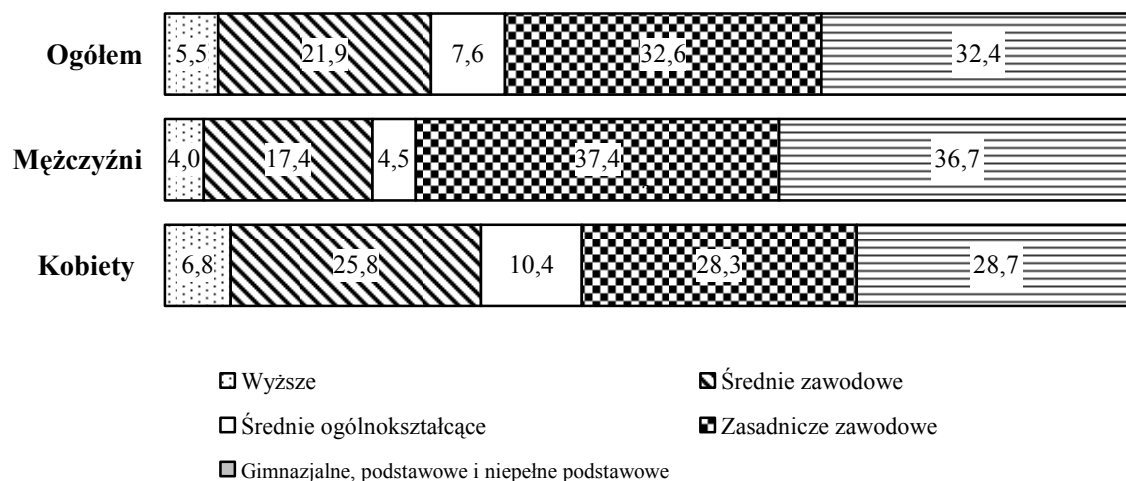 Ogółem 5,5 21,9 7,6 32,6 32,4
Mężczyźni 4,0 17,4 4,5 37,4 36,7
Kobiety 6,8 25,8 10,4 28,3 28,7
Wyższe Średnie zawodowe
Średnie ogólnokształcące Zasadnicze zawodowe
Gimnazjalne, podstawowe i niepełne podstawowe